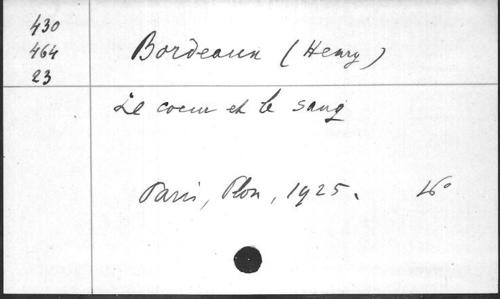 430
464
23
Bordeaux (Henry)
Le coeur et le sang
Paris, Plon, 1925. 16°